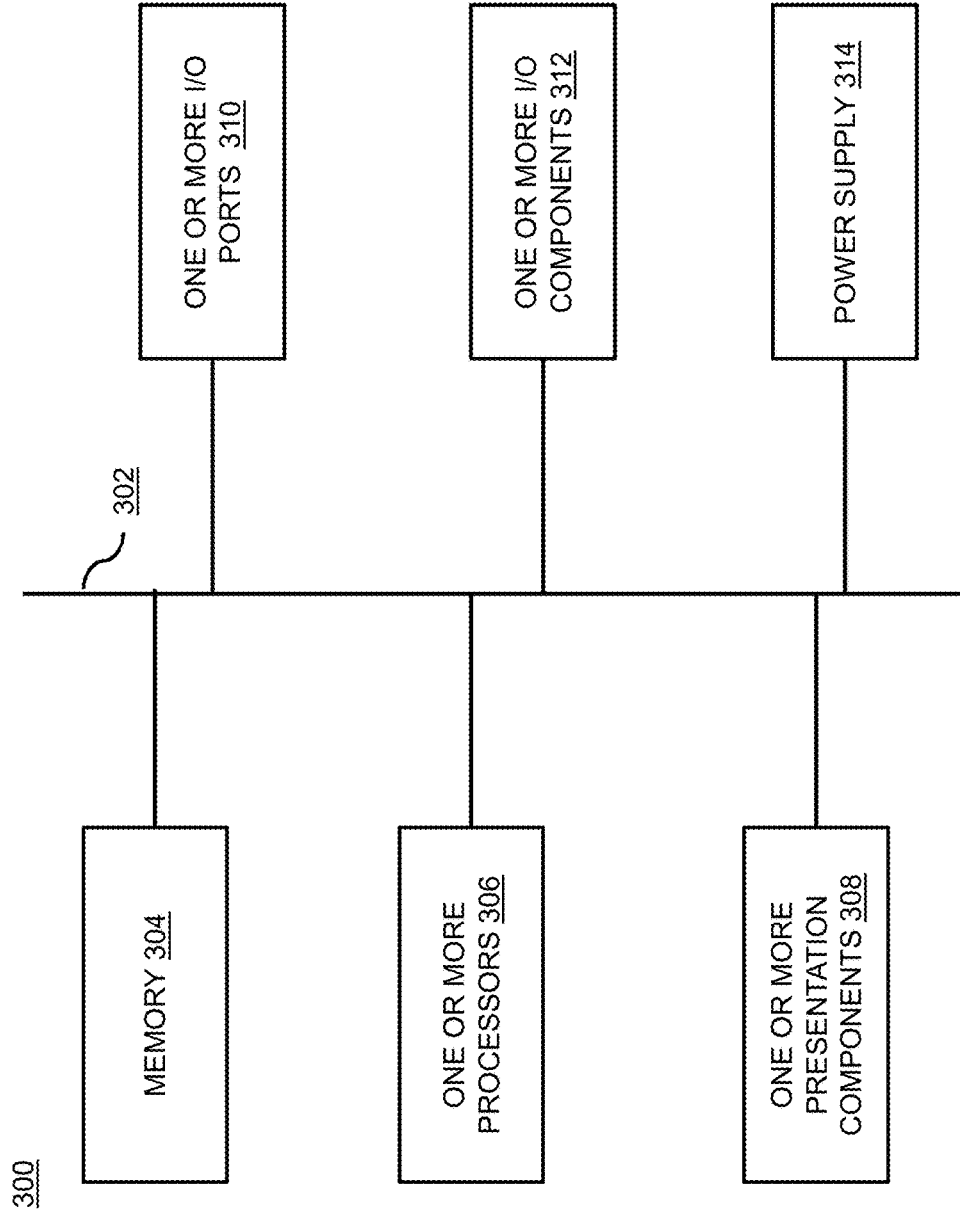 300
302
MEMORY 304
ONE OR MORE
PROCESSORS 306
ONE OR MORE
PRESENTATION
COMPONENTS 308
ONE OR MORE I/O
PORTS 310
ONE OR MORE I/O
COMPONENTS 312
POWER SUPPLY 314